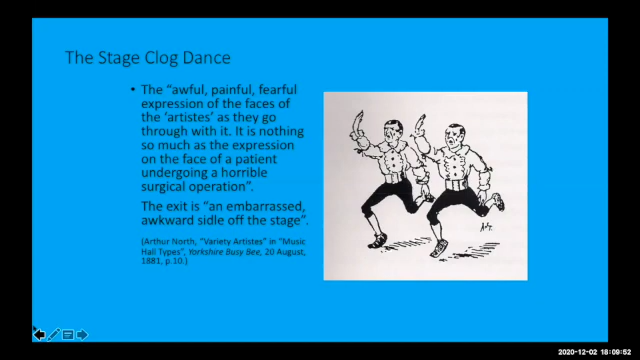 The Stage Clog Dance
• The “awful, painful, fearful
expression of the faces of
the ‘artistes’ as they go
through with it. It is nothing
so much as the expression
on the face of a patient
undergoing a horrible
surgical operation”.
The exit is “an embarrassed,
awkward sidle off the stage”.
(Arthur North, “Variety Artistes” in “Music
Hall Types”, Yorkshire Busy Bee, 20 August,
1881, p.10.)
2020-12-02 18:09:52